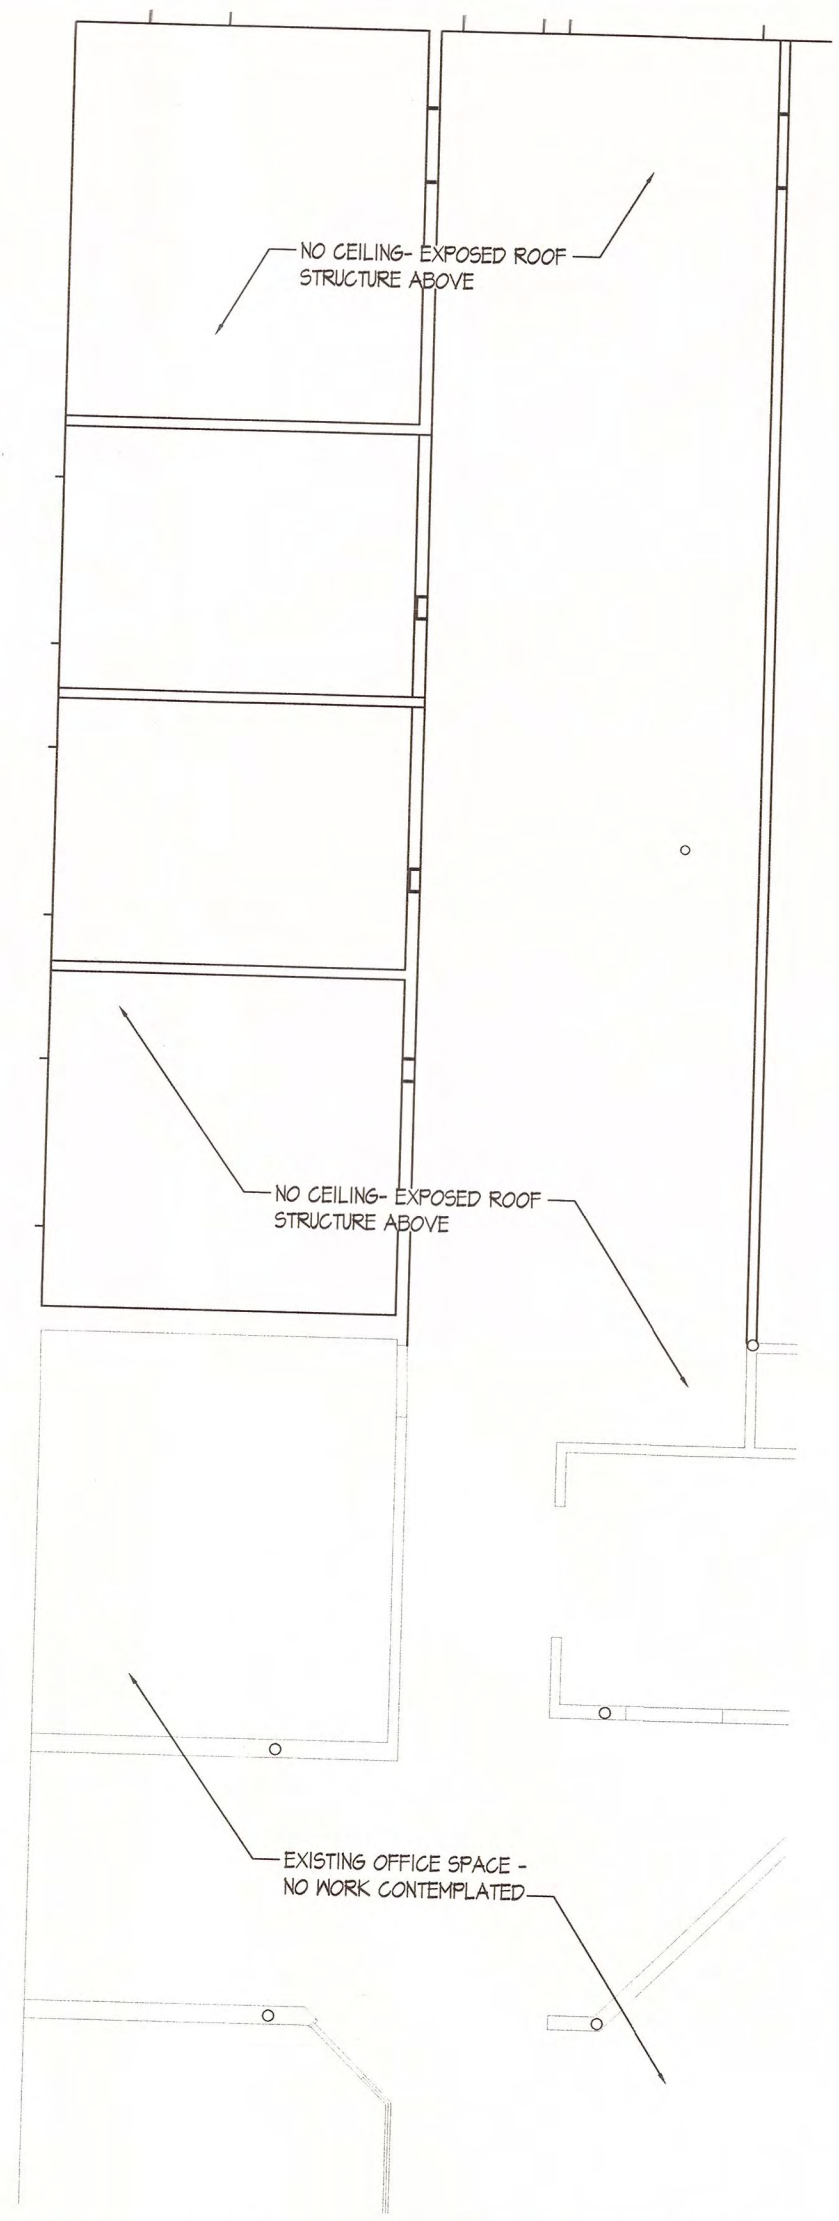 NO CEILING- EXPOSED ROOF
STRUCTURE ABOVE
NO CEILING- EXPOSED ROOF
STRUCTURE ABOVE
EXISTING OFFICE SPACE -
NO WORK CONTEMPLATED